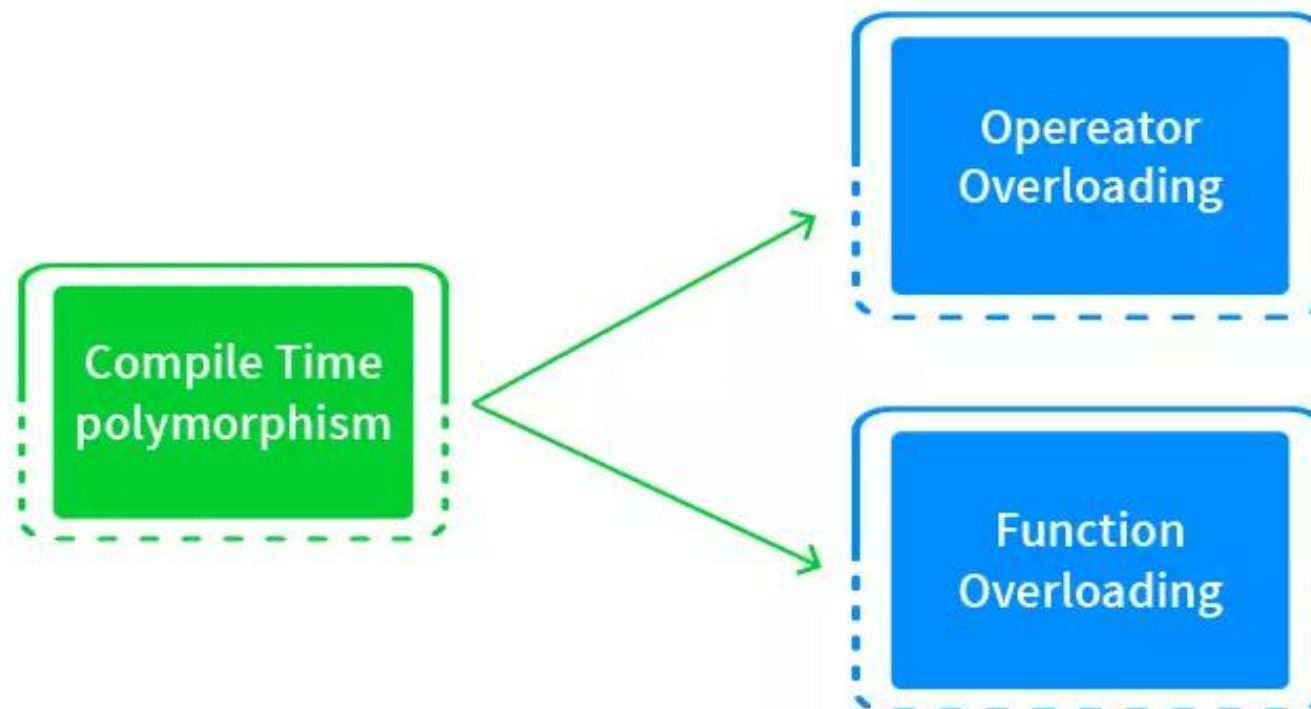 Compile Time
polymorphism
Opereator
Overloading
Function
Overloading